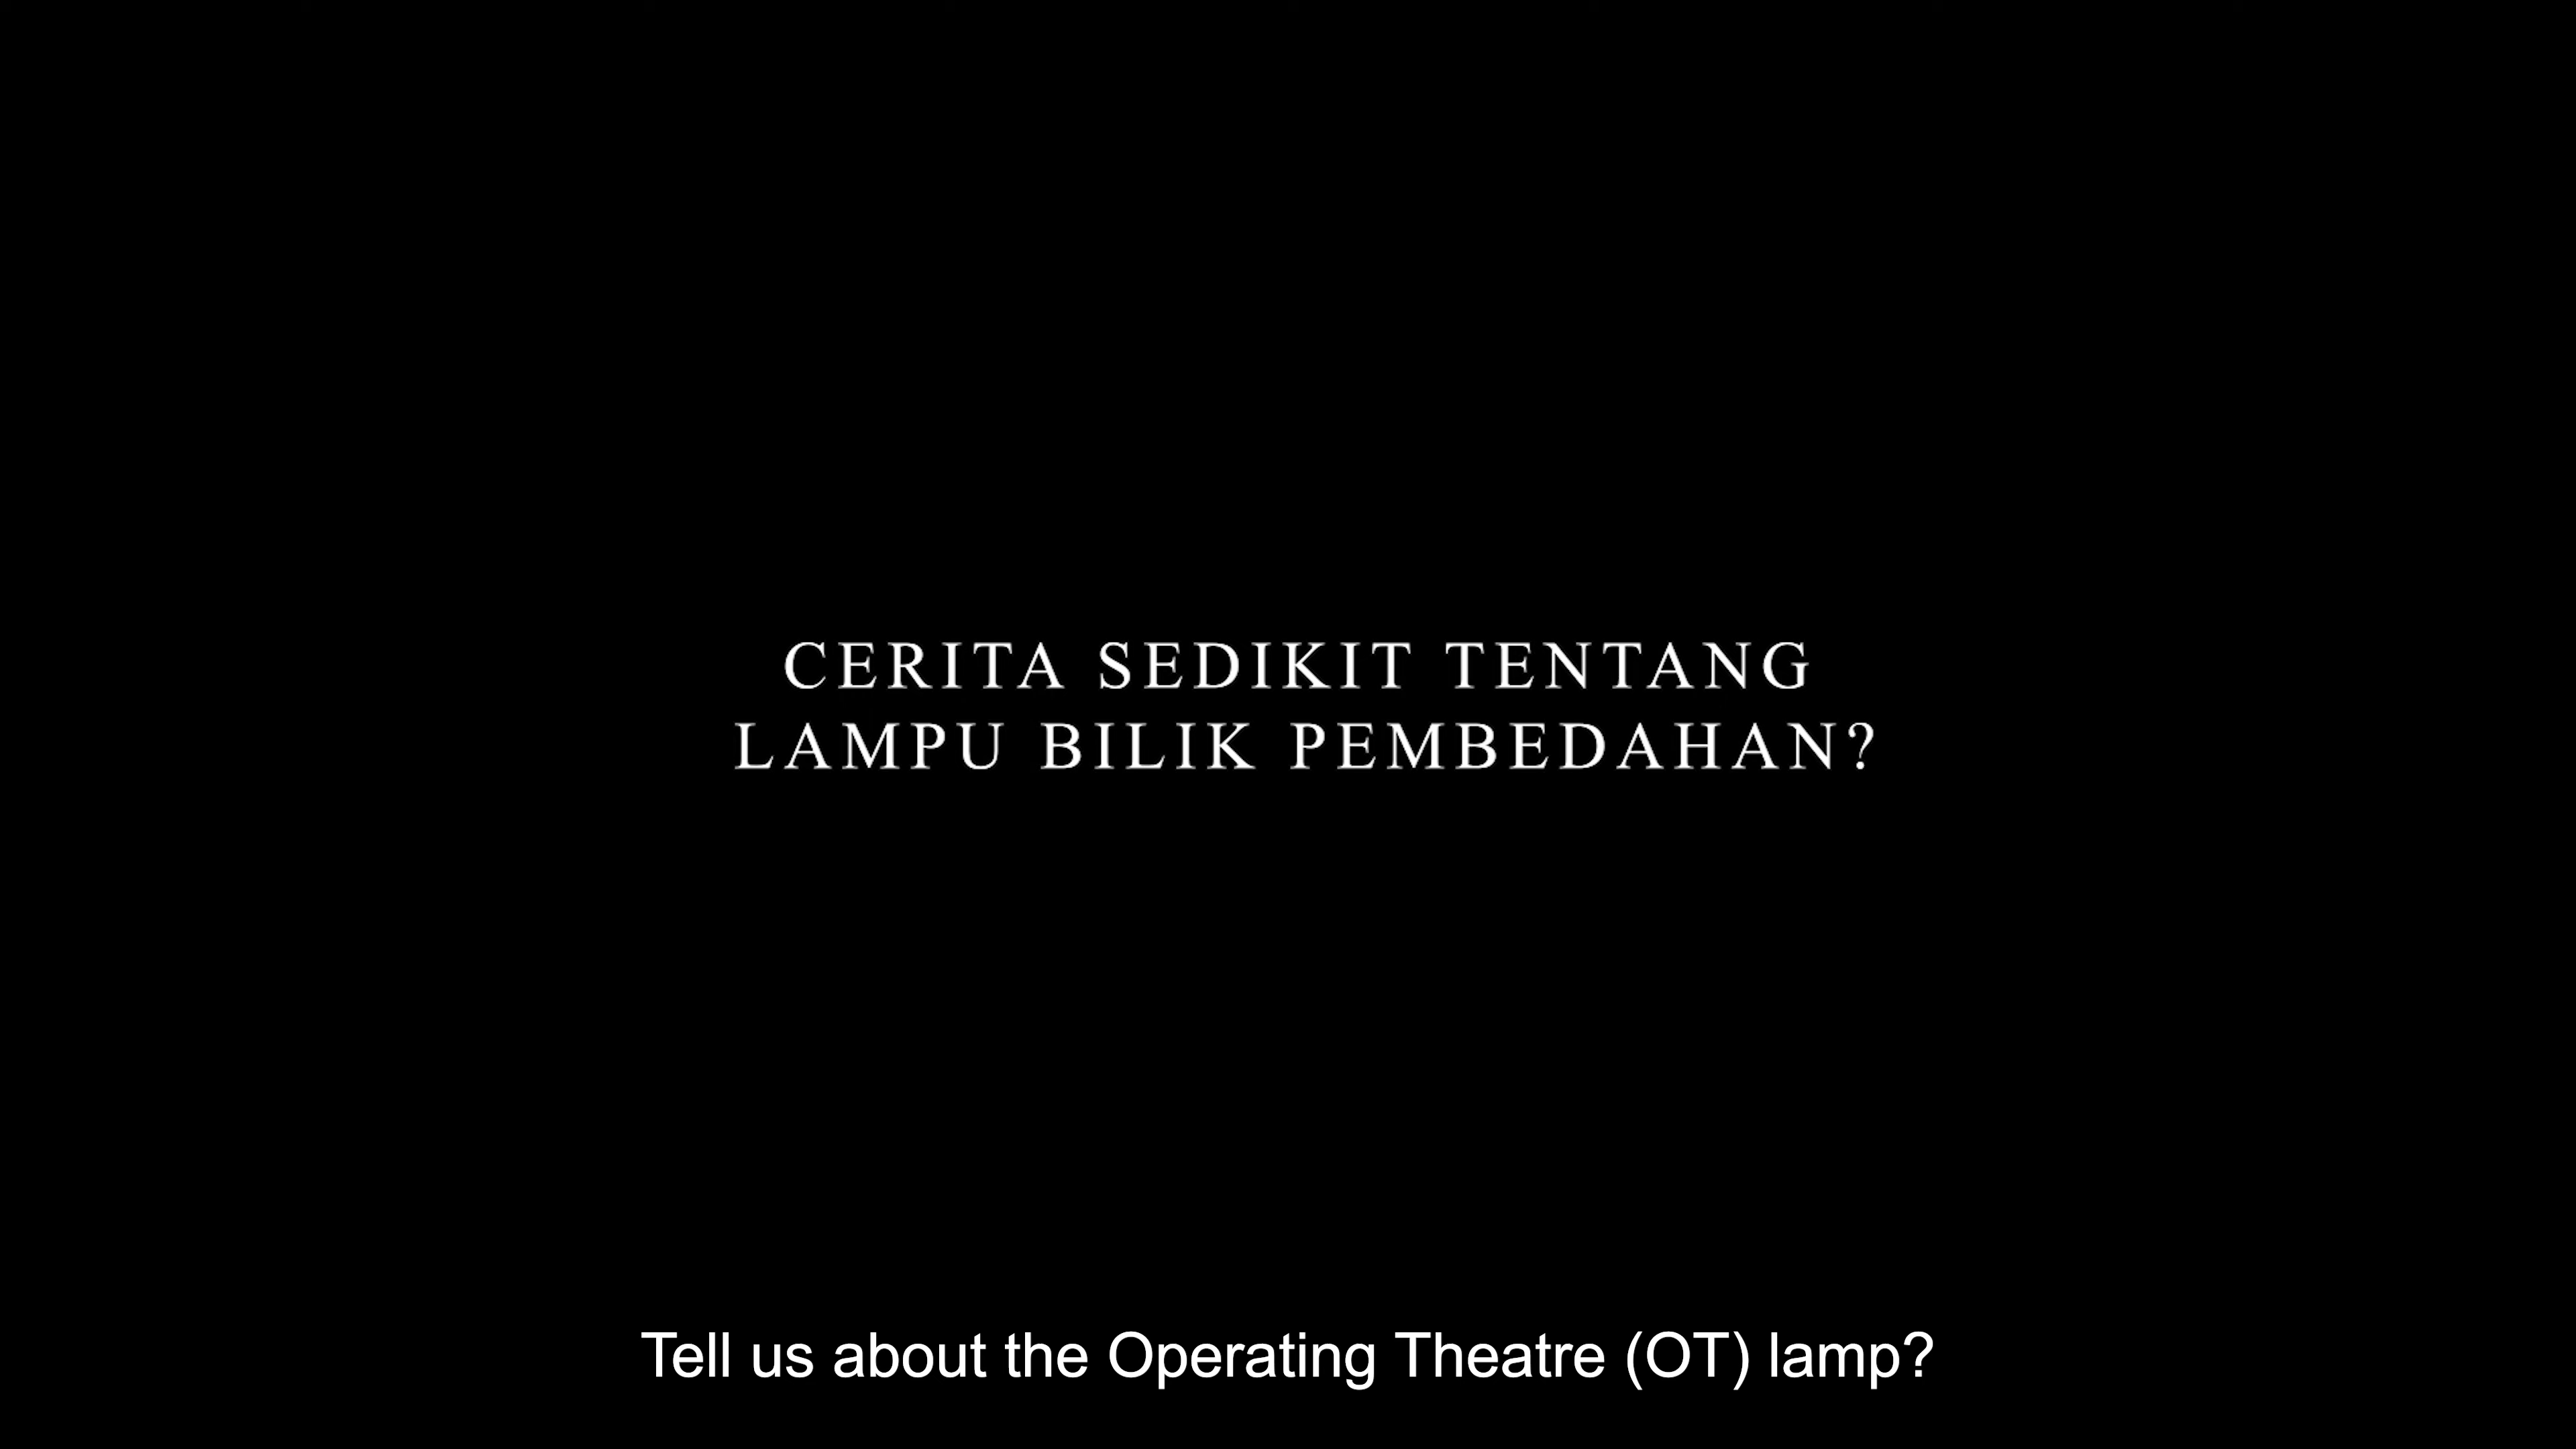 CERITA SEDIKIT TENTANG
LAMPU BILIK PEMBEDAHAN?
Tell us about the Operating Theatre (OT) lamp?